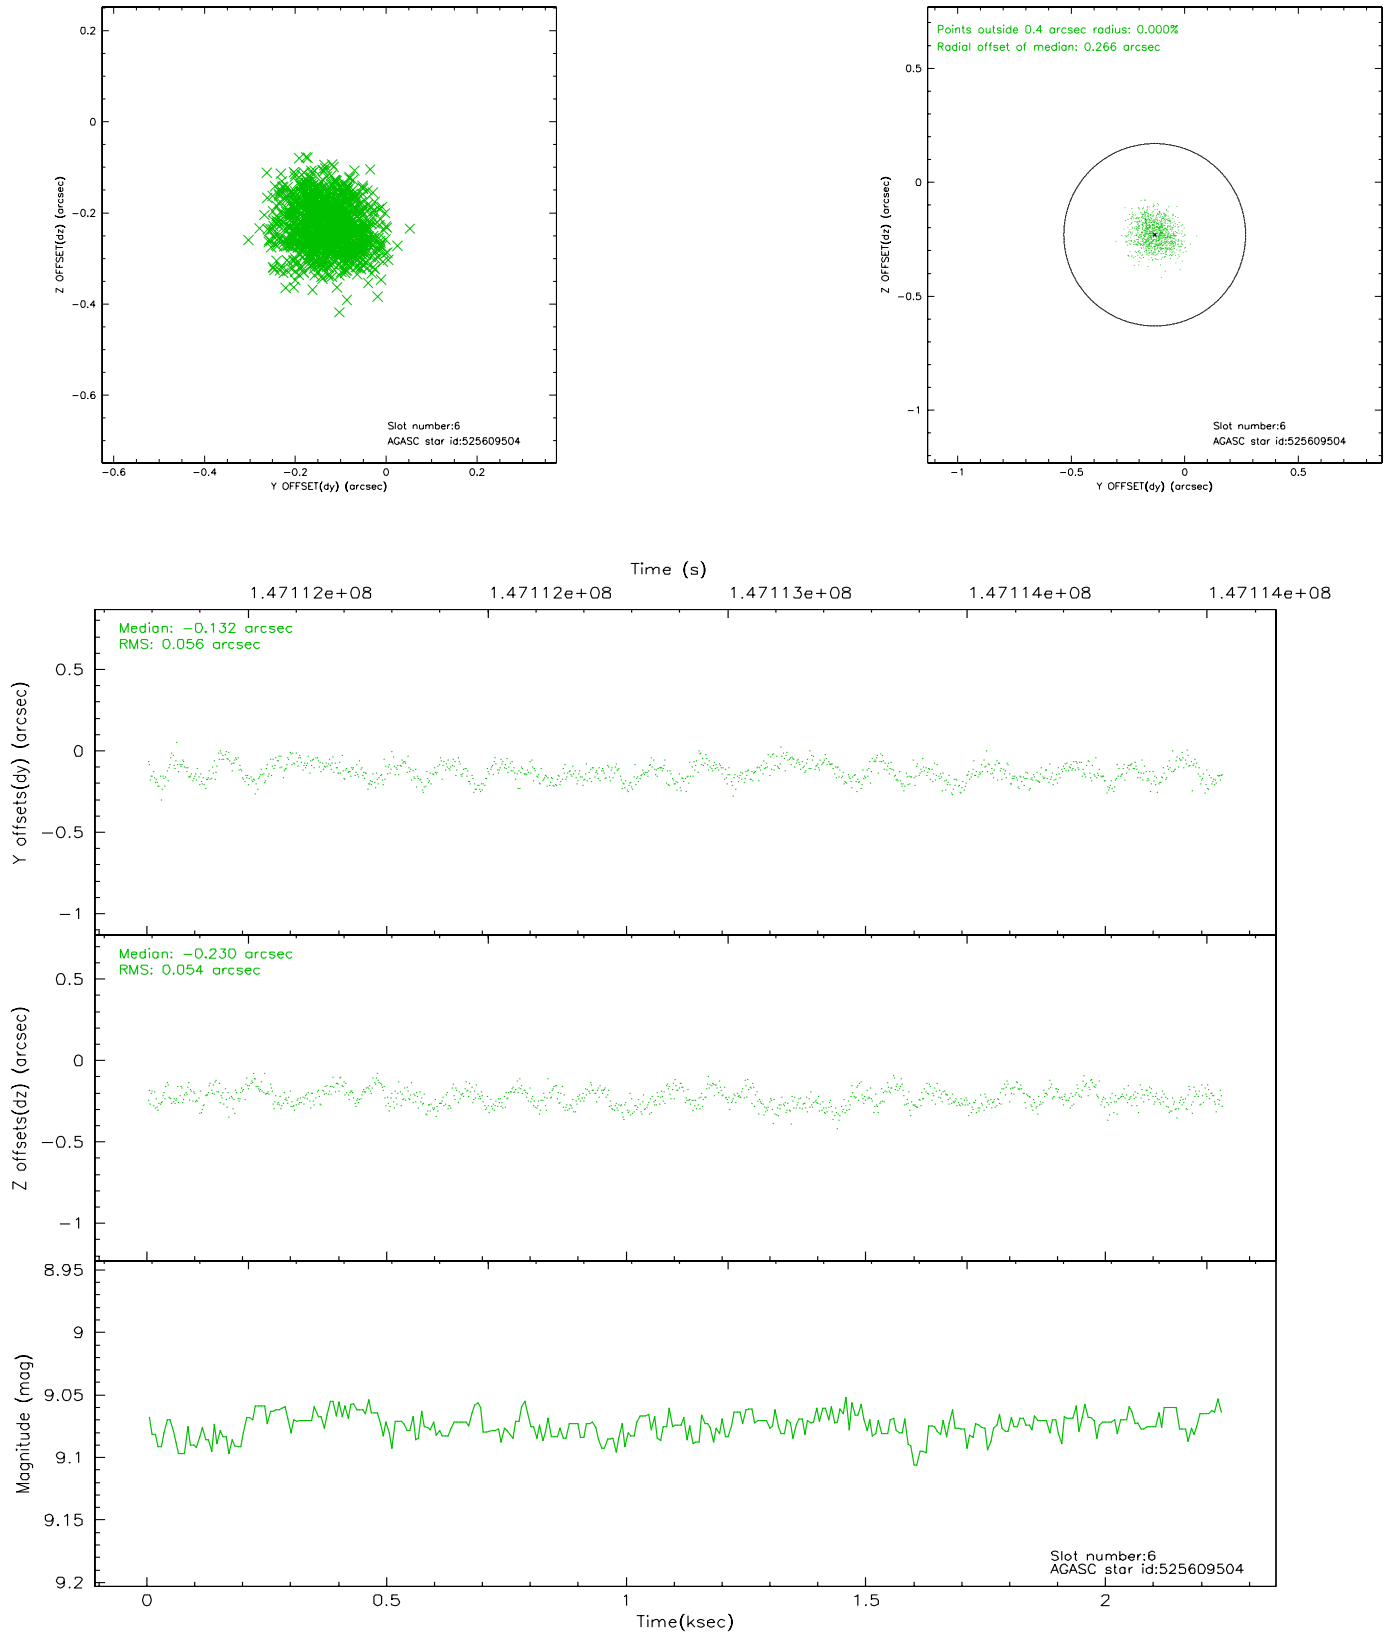 0.2
0
-0.2
-0.4
-0.6
Z OFFSET(dz) (arcsec)
Slot number:6
AGASC star id:525609504
-0.6 -0.4 -0.2 0 0.2
Y OFFSET(dy) (arcsec)
Points outside 0.4 arcsec radius: 0.000%
Radial offset of median: 0.266 arcsec
0.5
0
-0.5
-1
Z OFFSET(dz) (arcsec)
Slot number:6
AGASC star id:525609504
-1 -0.5 0 0.5
Y OFFSET(dy) (arcsec)
Time (s)
1.47112e+08 1.47112e+08 1.47113e+08 1.47114e+08 1.47114e+08
Median: -0.132 arcsec
RMS: 0.056 arcsec
0.5
0
-0.5
-1
Y offsets(dy) (arcsec)
Median: -0.230 arcsec
RMS: 0.054 arcsec
0.5
0
-0.5
-1
Z offsets(dz) (arcsec)
8.95
9
9.05
9.1
9.15
9.2
Magnitude (mag)
Slot number:6
AGASC star id:525609504
0 0.5 1 1.5 2
Time(ksec)